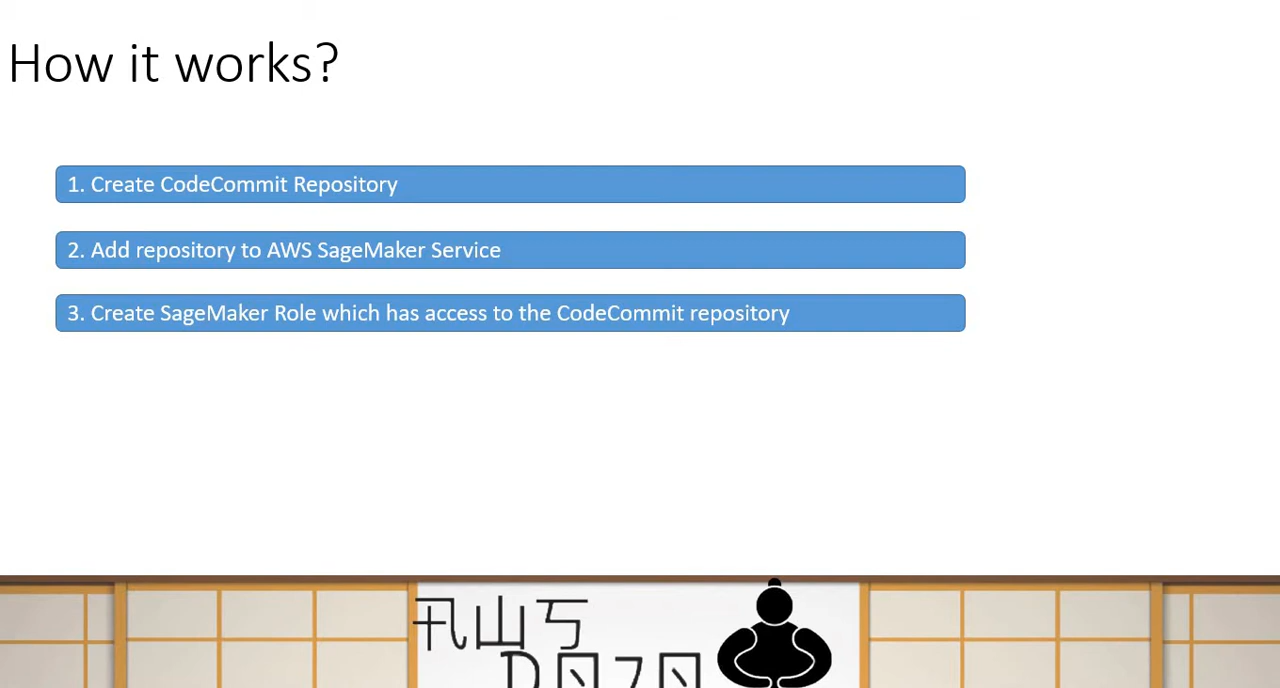 How it works?
1. Create CodeCommit Repository
2. Add repository to AWS SageMaker Service
3. Create SageMaker Role which has access to the CodeCommit repository